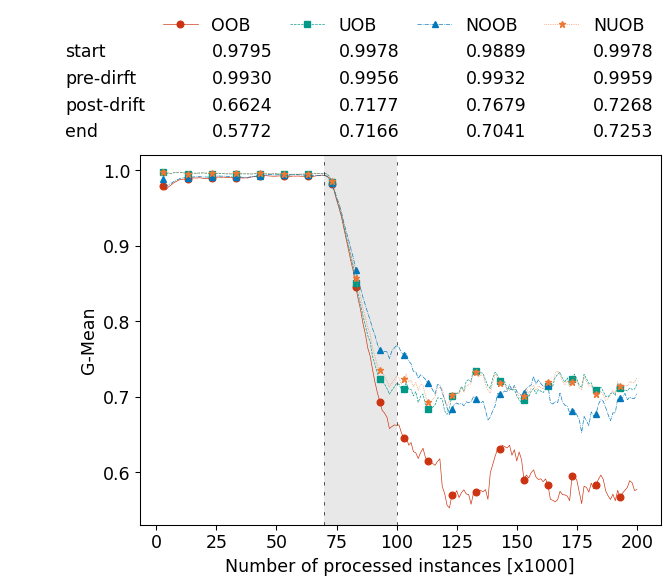 OOB UOB NOOB NUOB
start 0.9795 0.9978 0.9889 0.9978
pre-dirft 0.9930 0.9956 0.9932 0.9959
post-drift 0.6624 0.7177 0.7679 0.7268
end 0.5772 0.7166 0.7041 0.7253
1.0
0.9
0.8
0.7
0.6
G-Mean
0 25 50 75 100 125 150 175 200
Number of processed instances [x1000]